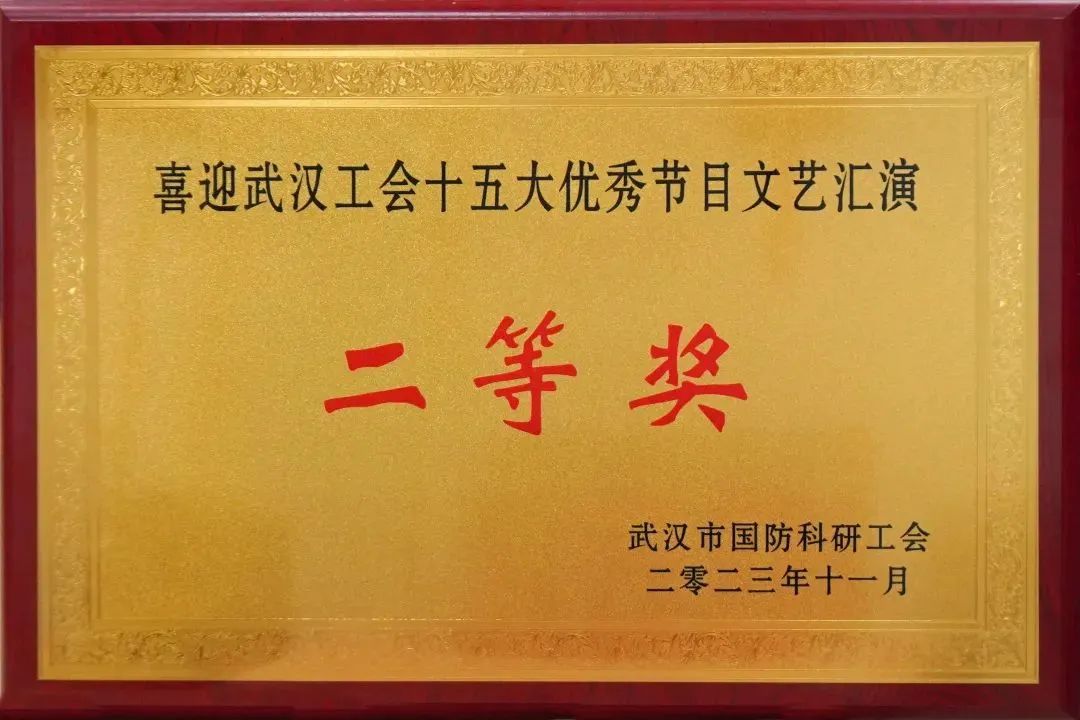 喜迎武汉工会十五大优秀节目文艺汇演
二等奖
武汉市国防科研工会
二零二三年十一月